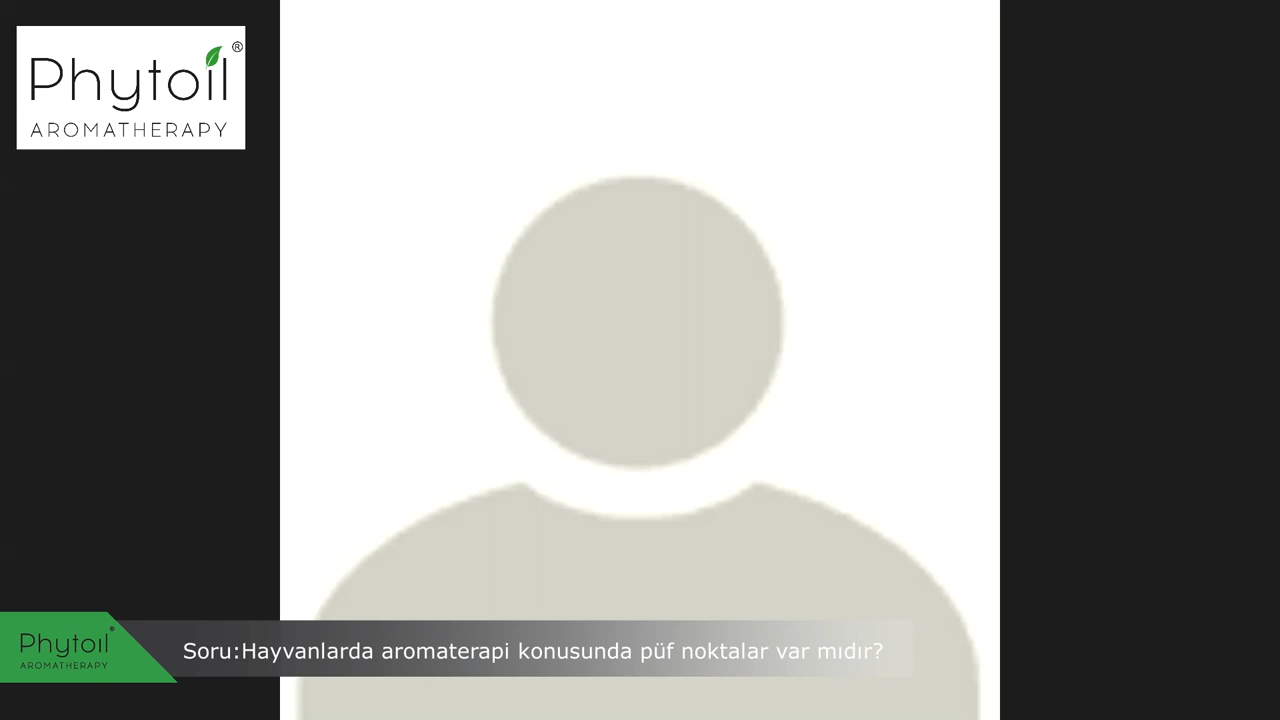 Phytoil®
AROMATHERAPY
Phytoil®
AROMATHERAPY
Soru:Hayvanlarda aromaterapi konusunda püf noktalar var mıdır?